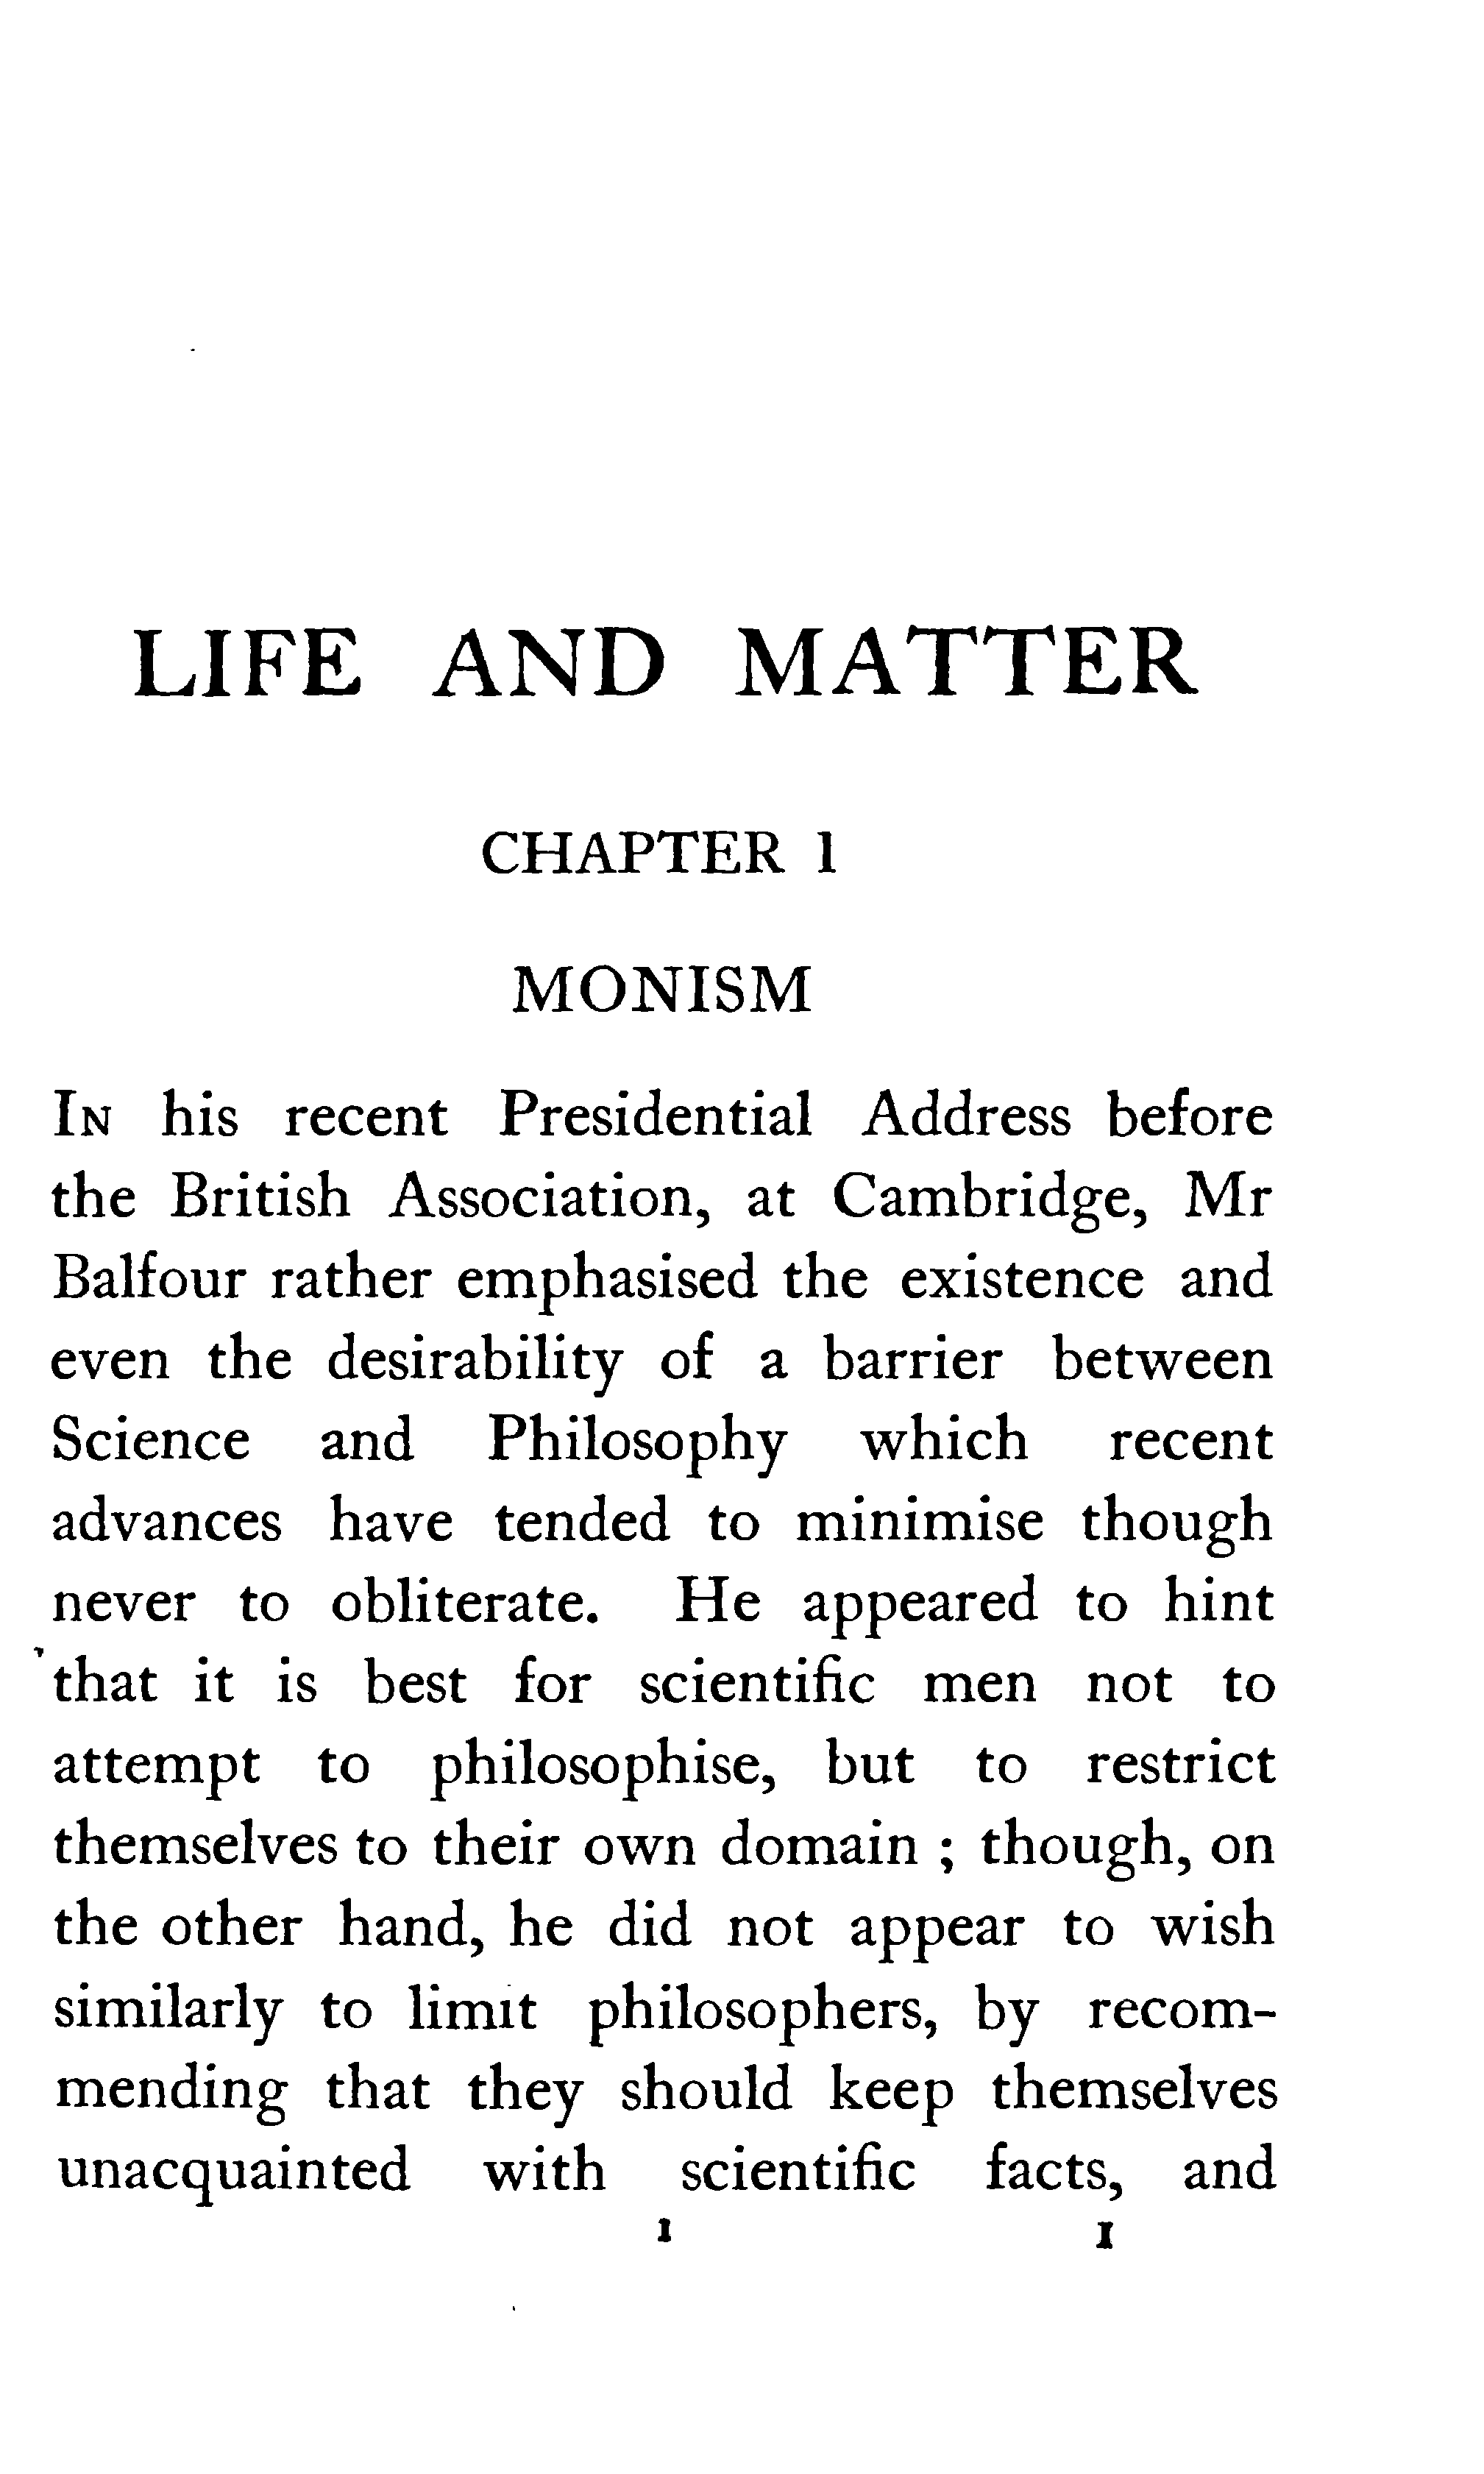 LIFE AND MATTER
CHAPTER I
MONISM
IN his recent Presidential Address before
the British Association, at Cambridge, Mr
Balfour rather emphasised the existence and
even the desirability of a barrier between
Science and Philosophy which recent
advances have tended to minimise though
never to obliterate. He appeared to hint
that it is best for scientific men not to
attempt to philosophise, but to restrict
themselves to their own domain ; though, on
the other hand, he did not appear to wish
similarly to limit philosophers, by recom-
mending that they should keep themselves
unacquainted with scientific facts, and
1 1